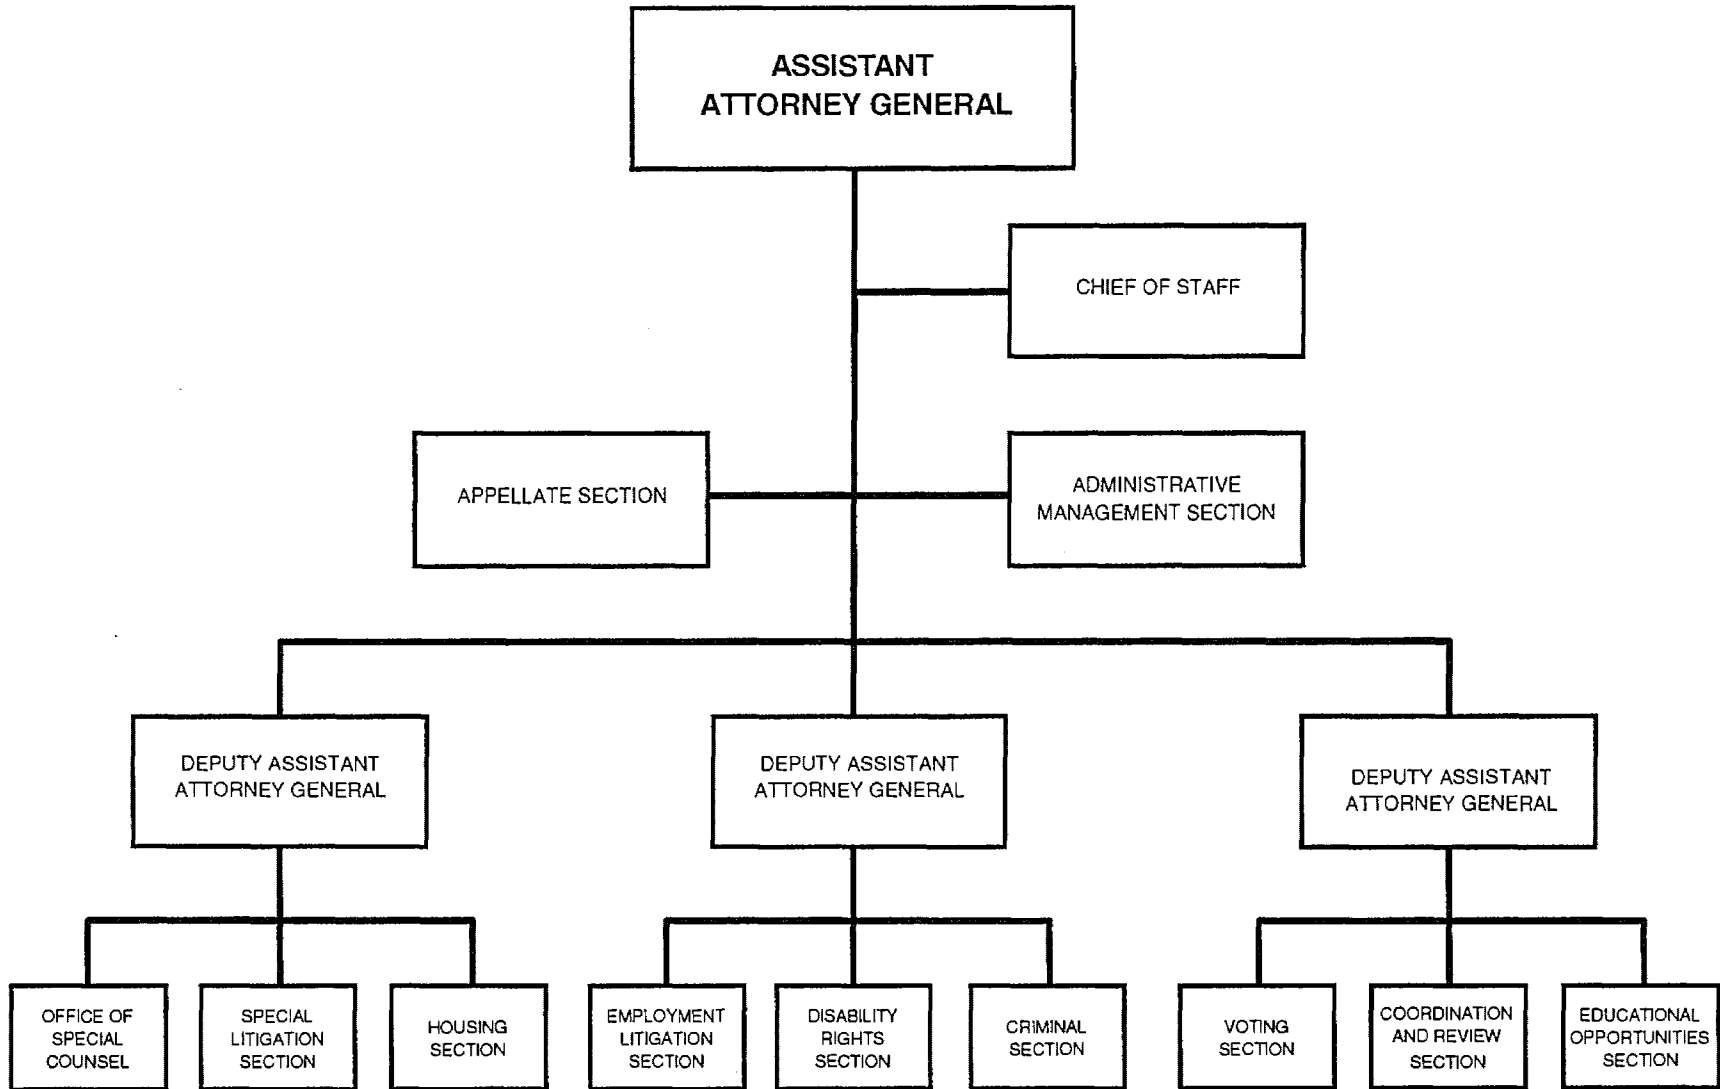 ASSISTANT
ATTORNEY GENERAL
CHIEF OF STAFF
APPELLATE SECTION
ADMINISTRATIVE
MANAGEMENT SECTION
DEPUTY ASSISTANT
ATTORNEY GENERAL
DEPUTY ASSISTANT
ATTORNEY GENERAL
DEPUTY ASSISTANT
ATTORNEY GENERAL
OFFICE OF
SPECIAL
COUNSEL
SPECIAL
LITIGATION
SECTION
HOUSING
SECTION
EMPLOYMENT
LITIGATION
SECTION
DISABILITY
RIGHTS
SECTION
CRIMINAL
SECTION
VOTING
SECTION
COORDINATION
AND REVIEW
SECTION
EDUCATIONAL
OPPORTUNITIES
SECTION